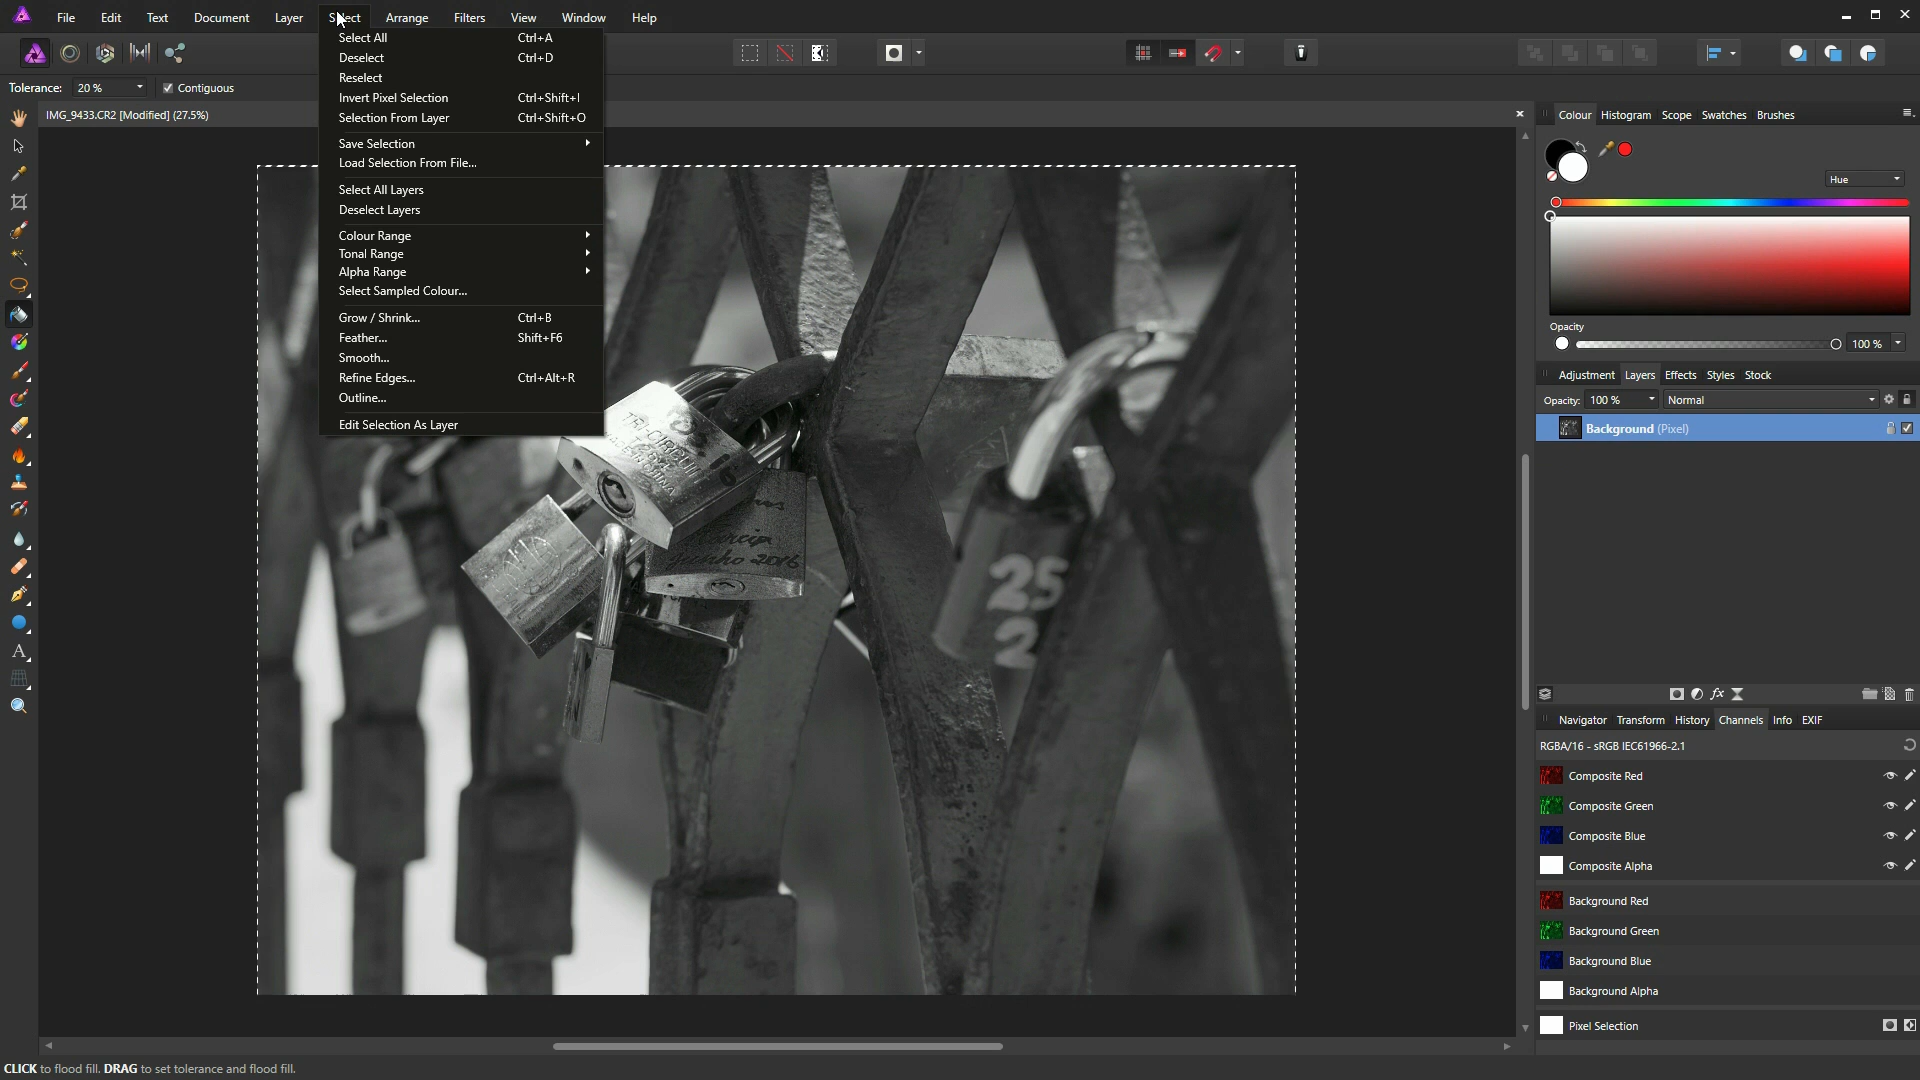 File Edit Text Document Layer Select Arrange Filters View Window Help
Tolerance: 20 % Contiguous
IMG_9433.CR2 [Modified] (27.5%)
Select All Ctrl+A
Deselect Ctrl+D
Reselect
Invert Pixel Selection Ctrl+Shift+I
Selection From Layer Ctrl+Shift+O
Save Selection
Load Selection From File...
Select All Layers
Deselect Layers
Colour Range
Tonal Range
Alpha Range
Select Sampled Colour...
Grow / Shrink... Ctrl+B
Feather... Shift+F6
Smooth...
Refine Edges... Ctrl+Alt+R
Outline...
Edit Selection As Layer
TRI-CIRCLE
25
2
Colour Histogram Scope Swatches Brushes
Hue
Opacity
100 %
Adjustment Layers Effects Styles Stock
Opacity: 100 % Normal
Background (Pixel)
fx
Navigator Transform History Channels Info EXIF
RGBA/16 - sRGB IEC61966-2.1
Composite Red
Composite Green
Composite Blue
Composite Alpha
Background Red
Background Green
Background Blue
Background Alpha
Pixel Selection
CLICK to flood fill. DRAG to set tolerance and flood fill.